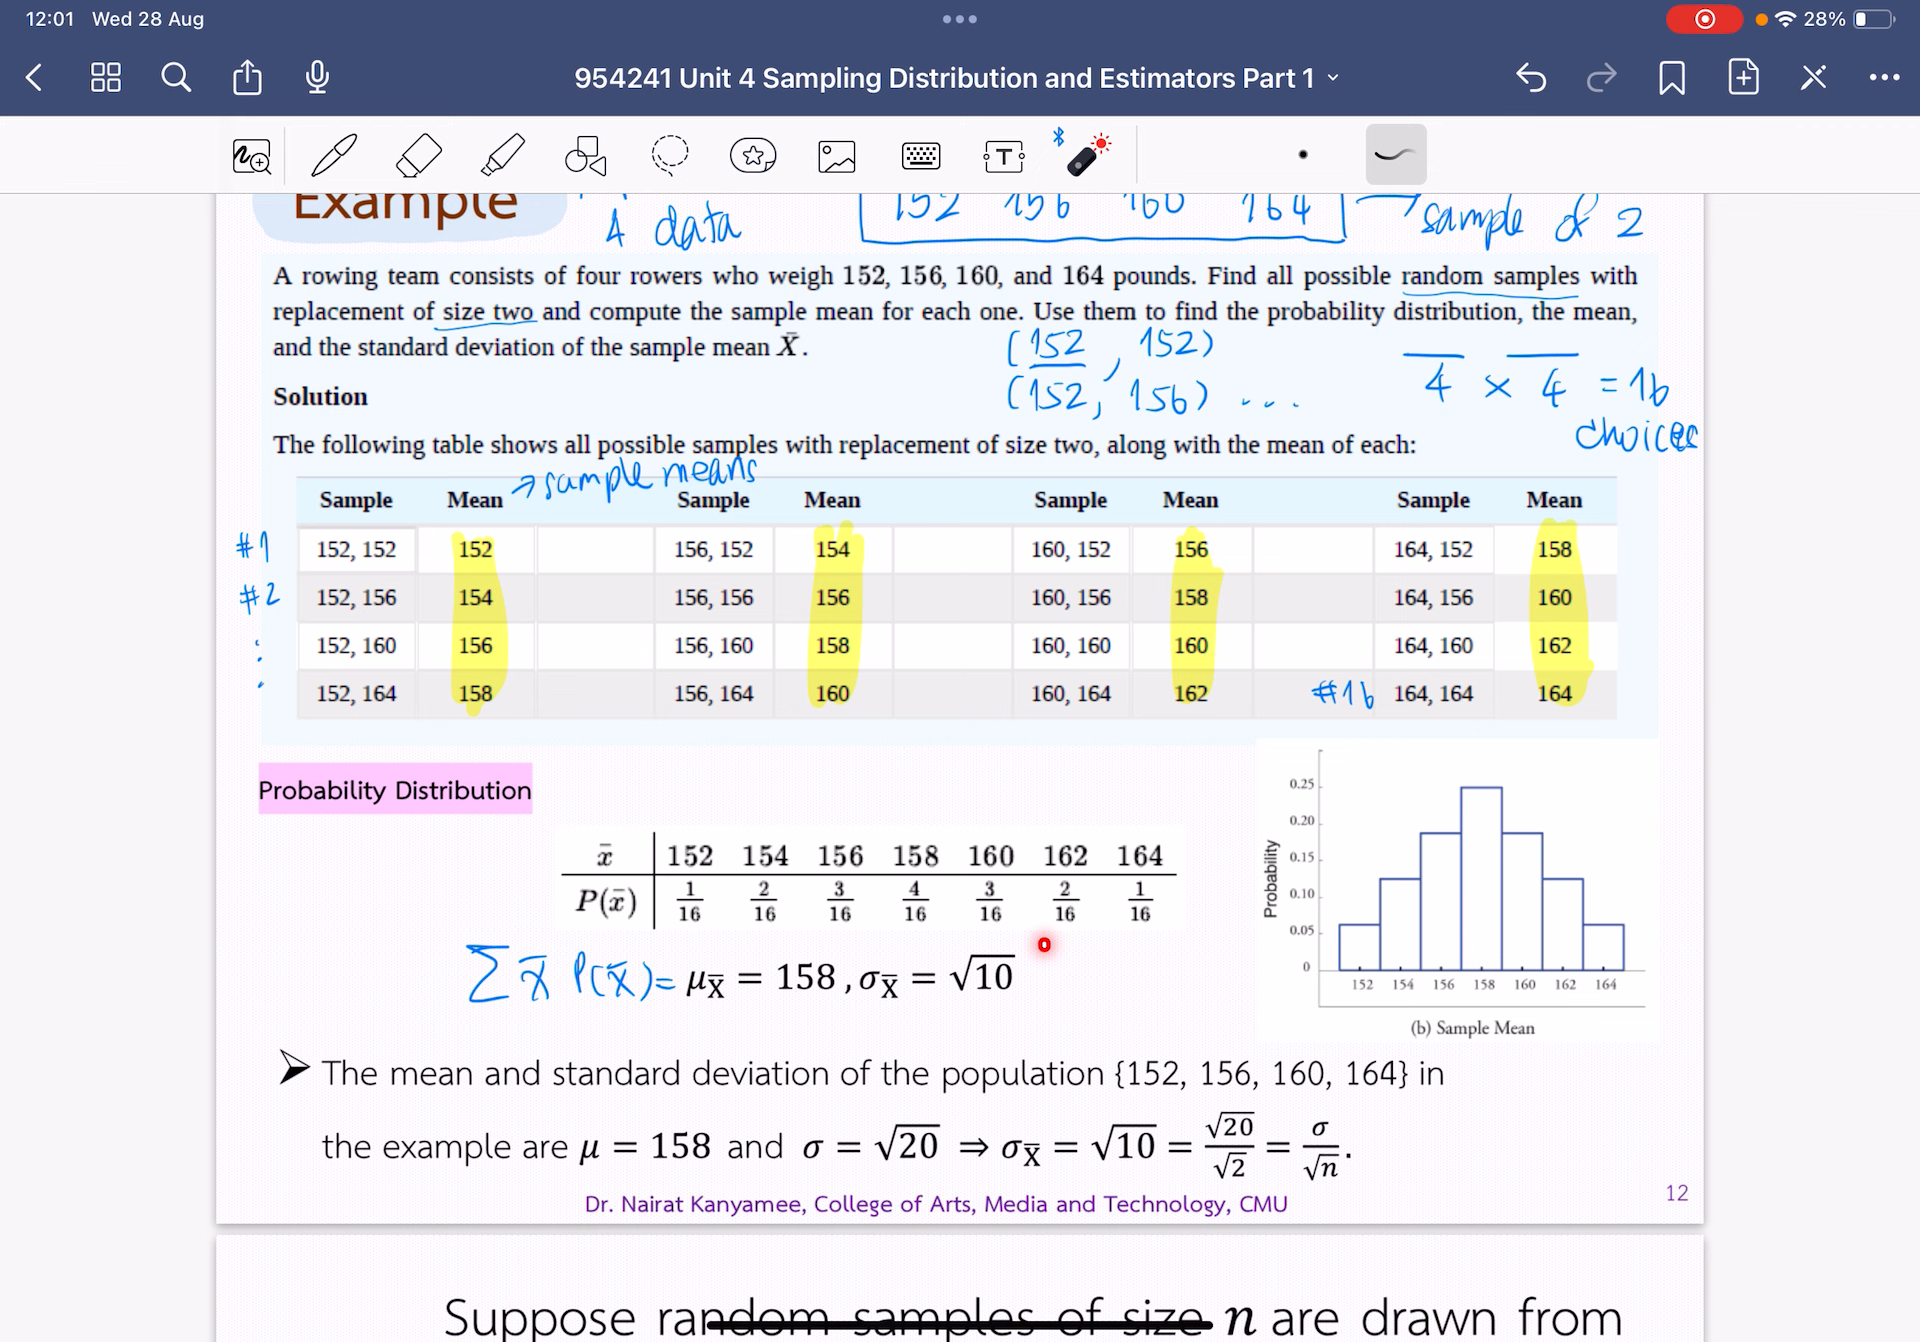 12:01 Wed 28 Aug
28%
954241 Unit 4 Sampling Distribution and Estimators Part 1
T
Example
4 data
152 156 160 164
sample of 2
A rowing team consists of four rowers who weigh 152, 156, 160, and 164 pounds. Find all possible random samples with
replacement of size two and compute the sample mean for each one. Use them to find the probability distribution, the mean,
and the standard deviation of the sample mean X̄.
(152, 152)
(152, 156) ...
4 × 4 = 16
choices
Solution
The following table shows all possible samples with replacement of size two, along with the mean of each:
→ sample means
Sample Mean Sample Mean Sample Mean Sample Mean
#1 152, 152 152 156, 152 154 160, 152 156 164, 152 158
#2 152, 156 154 156, 156 156 160, 156 158 164, 156 160
⋮ 152, 160 156 156, 160 158 160, 160 160 164, 160 162
152, 164 158 156, 164 160 160, 164 162 #16 164, 164 164
Probability Distribution
x̄ 152 154 156 158 160 162 164
P(x̄) 1/16 2/16 3/16 4/16 3/16 2/16 1/16
∑ x̄ P(x̄) = μX̄ = 158, σX̄ = √10
Probability
0.25
0.20
0.15
0.10
0.05
0
152 154 156 158 160 162 164
(b) Sample Mean
➤ The mean and standard deviation of the population {152, 156, 160, 164} in
the example are μ = 158 and σ = √20 ⇒ σX̄ = √10 = √20/√2 = σ/√n.
Dr. Nairat Kanyamee, College of Arts, Media and Technology, CMU
12
Suppose random samples of size n are drawn from